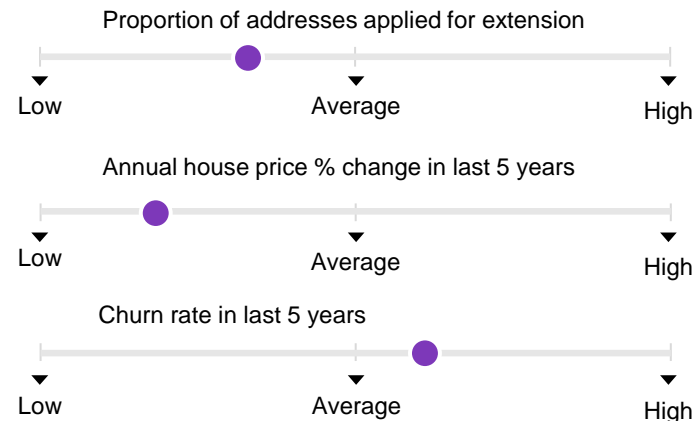 Proportion of addresses applied for extension
Low Average High
Annual house price % change in last 5 years
Low Average High
Churn rate in last 5 years
Low Average High